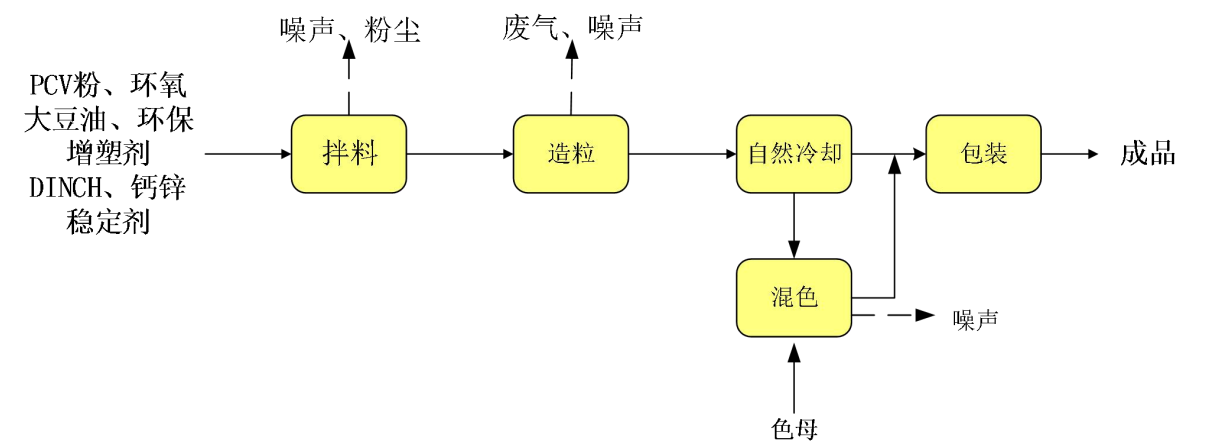 噪声、粉尘
废气、噪声
PCV粉、环氧
大豆油、环保
增塑剂
DINCH、钙锌
稳定剂
拌料
造粒
自然冷却
包装
成品
混色
噪声
色母